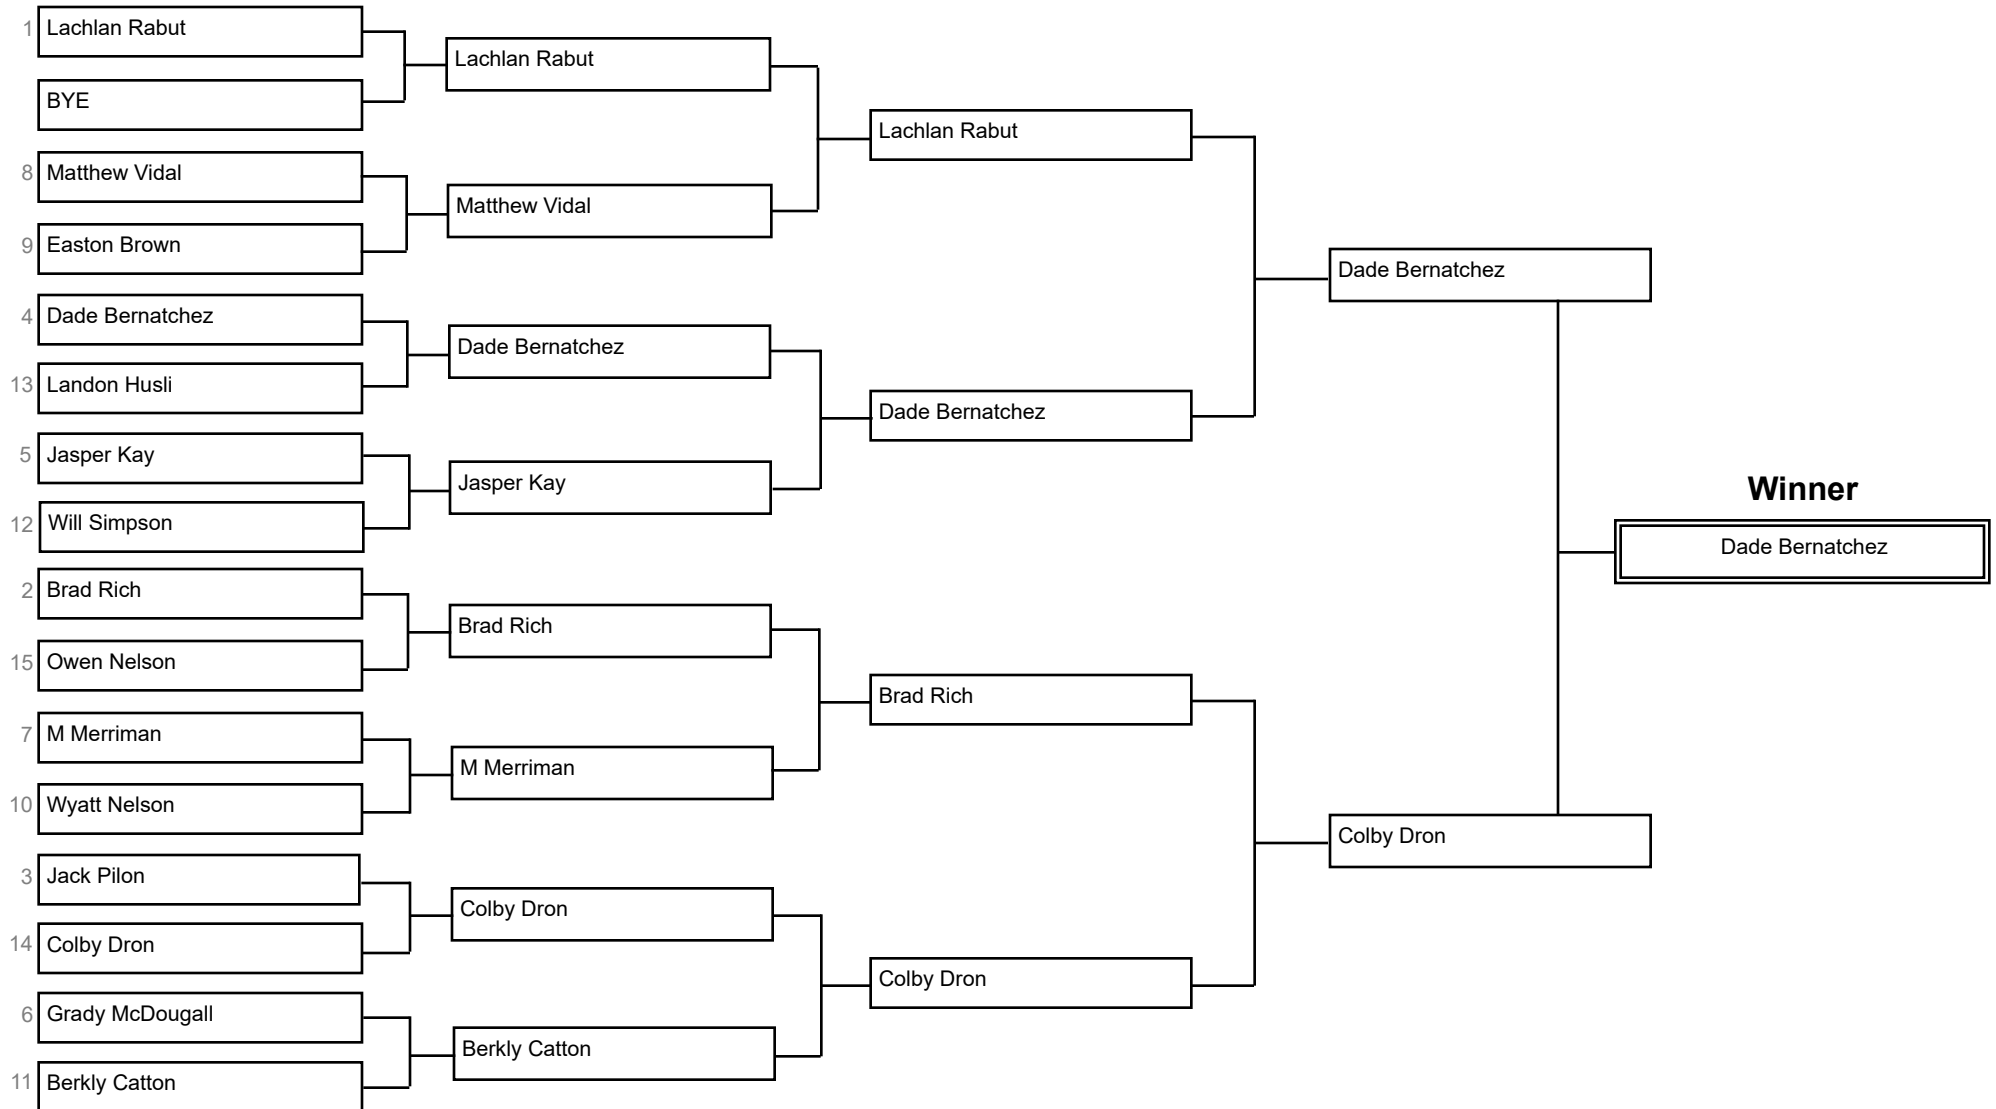 1 Lachlan Rabut
BYE
8 Matthew Vidal
9 Easton Brown
4 Dade Bernatchez
13 Landon Husli
5 Jasper Kay
12 Will Simpson
2 Brad Rich
15 Owen Nelson
7 M Merriman
10 Wyatt Nelson
3 Jack Pilon
14 Colby Dron
6 Grady McDougall
11 Berkly Catton
Lachlan Rabut
Matthew Vidal
Dade Bernatchez
Jasper Kay
Brad Rich
M Merriman
Colby Dron
Berkly Catton
Lachlan Rabut
Dade Bernatchez
Brad Rich
Colby Dron
Dade Bernatchez
Colby Dron
Winner
Dade Bernatchez